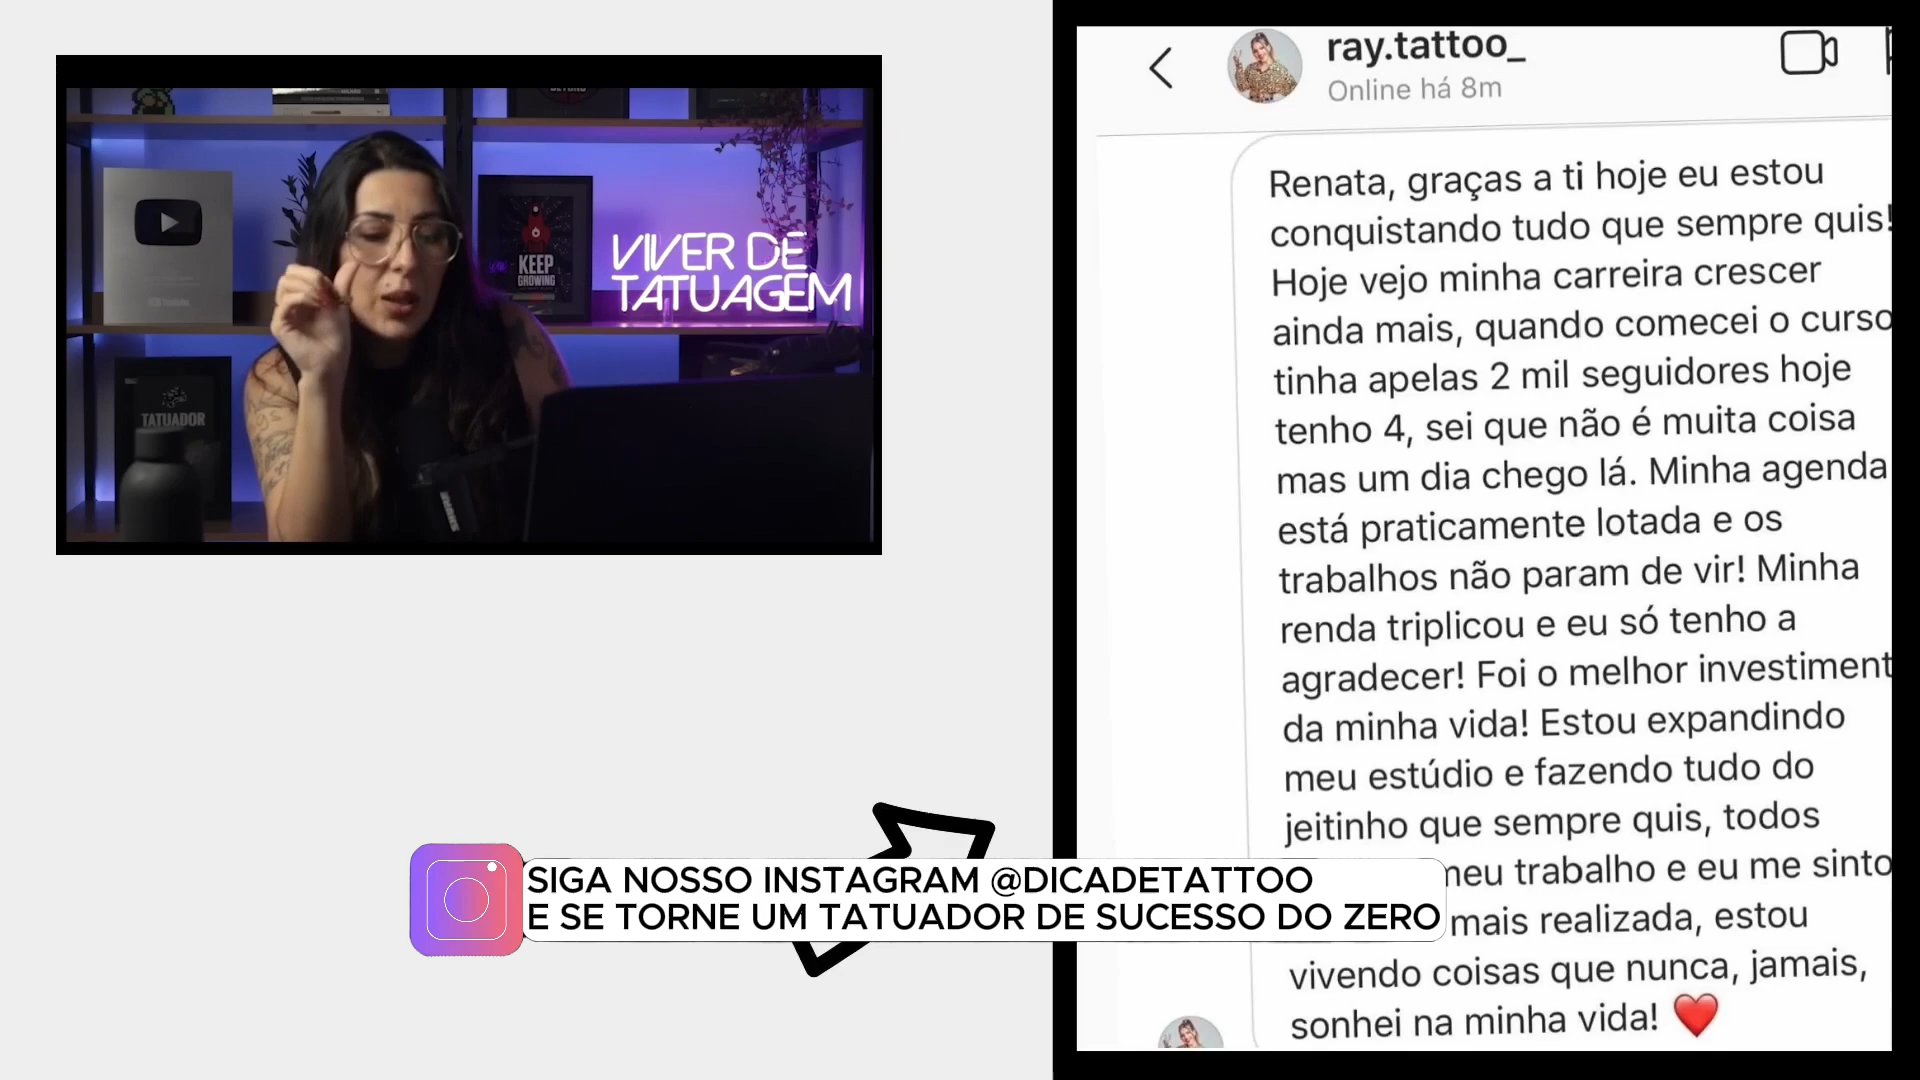 VIVER DE
TATUAGEM
KEEP
GROWING
TATUADOR
YouTube
ray.tattoo_
Online há 8m
Renata, graças a ti hoje eu estou
conquistando tudo que sempre quis!
Hoje vejo minha carreira crescer
ainda mais, quando comecei o curso
tinha apelas 2 mil seguidores hoje
tenho 4, sei que não é muita coisa
mas um dia chego lá. Minha agenda
está praticamente lotada e os
trabalhos não param de vir! Minha
renda triplicou e eu só tenho a
agradecer! Foi o melhor investiment
da minha vida! Estou expandindo
meu estúdio e fazendo tudo do
jeitinho que sempre quis, todos
meu trabalho e eu me sinto
mais realizada, estou
vivendo coisas que nunca, jamais,
sonhei na minha vida! ❤️
SIGA NOSSO INSTAGRAM @DICADETATTOO
E SE TORNE UM TATUADOR DE SUCESSO DO ZERO